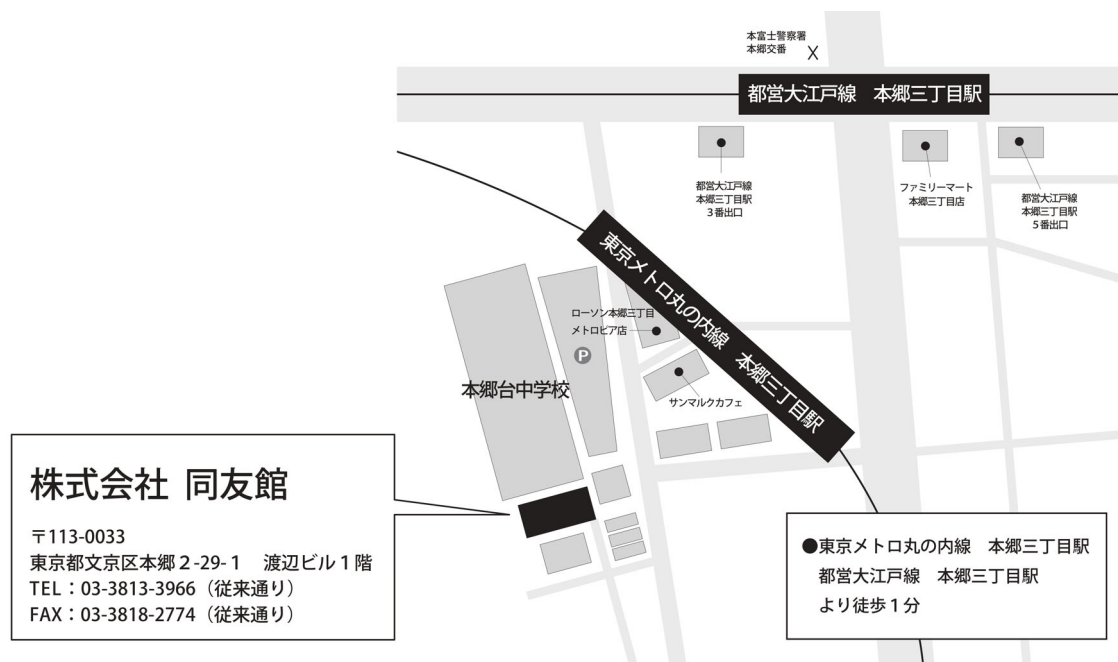 本富士警察署
本郷交番
X
都営大江戸線　本郷三丁目駅
都営大江戸線
本郷三丁目駅
3番出口
ファミリーマート
本郷三丁目店
都営大江戸線
本郷三丁目駅
5番出口
東京メトロ丸の内線　本郷三丁目駅
ローソン本郷三丁目
メトロピア店
P
サンマルクカフェ
本郷台中学校
株式会社 同友館
〒113-0033
東京都文京区本郷２-29-１　渡辺ビル１階
TEL：03-3813-3966（従来通り）
FAX：03-3818-2774（従来通り）
●東京メトロ丸の内線　本郷三丁目駅
都営大江戸線　本郷三丁目駅
より徒歩１分